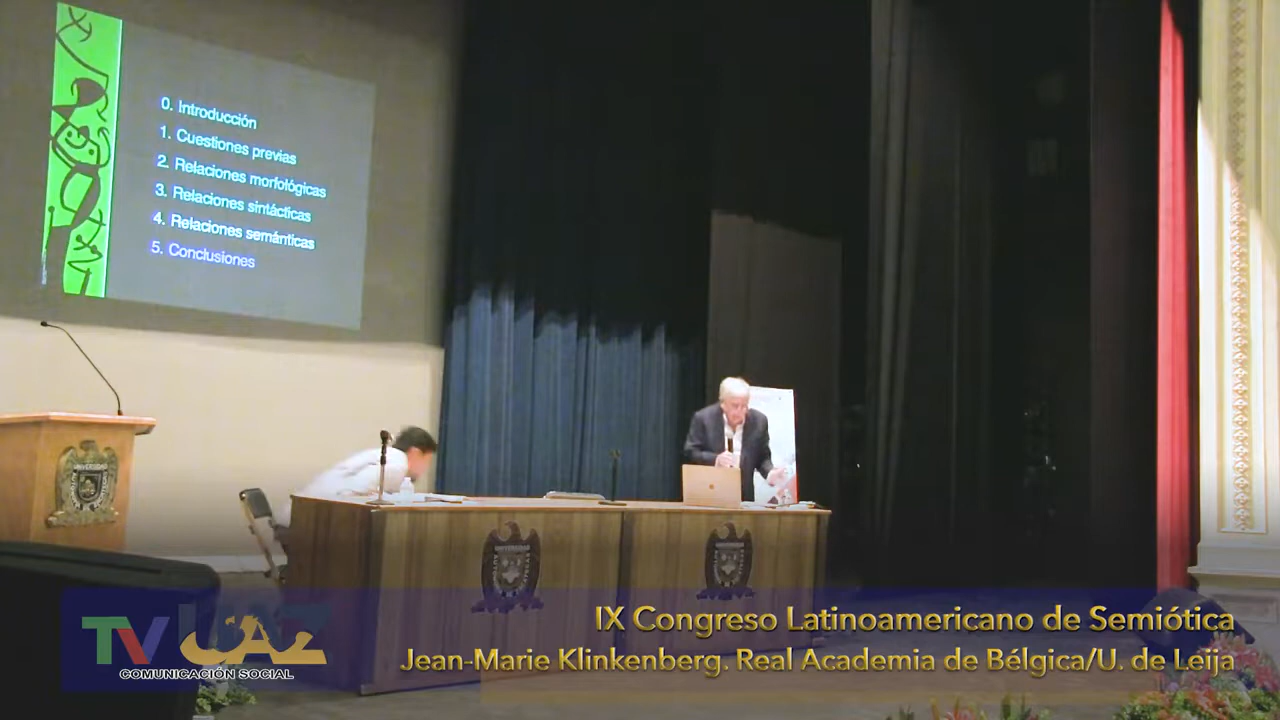 0. Introducción
1. Cuestiones previas
2. Relaciones morfológicas
3. Relaciones sintácticas
4. Relaciones semánticas
5. Conclusiones
IX Congreso Latinoamericano de Semiótica
Jean-Marie Klinkenberg. Real Academia de Bélgica/U. de Leija
TV UAZ
COMUNICACIÓN SOCIAL